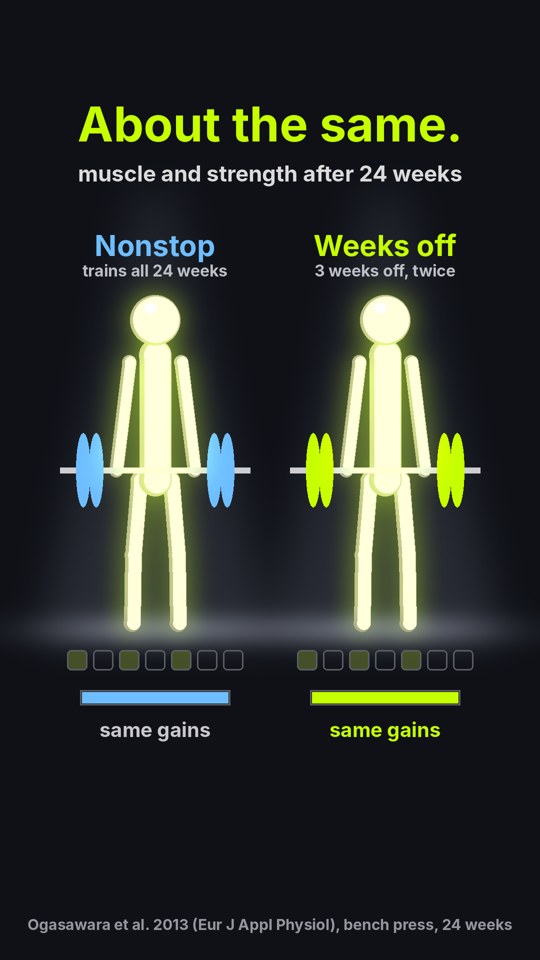 About the same.
muscle and strength after 24 weeks
Nonstop
trains all 24 weeks
Weeks off
3 weeks off, twice
same gains
same gains
Ogasawara et al. 2013 (Eur J Appl Physiol), bench press, 24 weeks